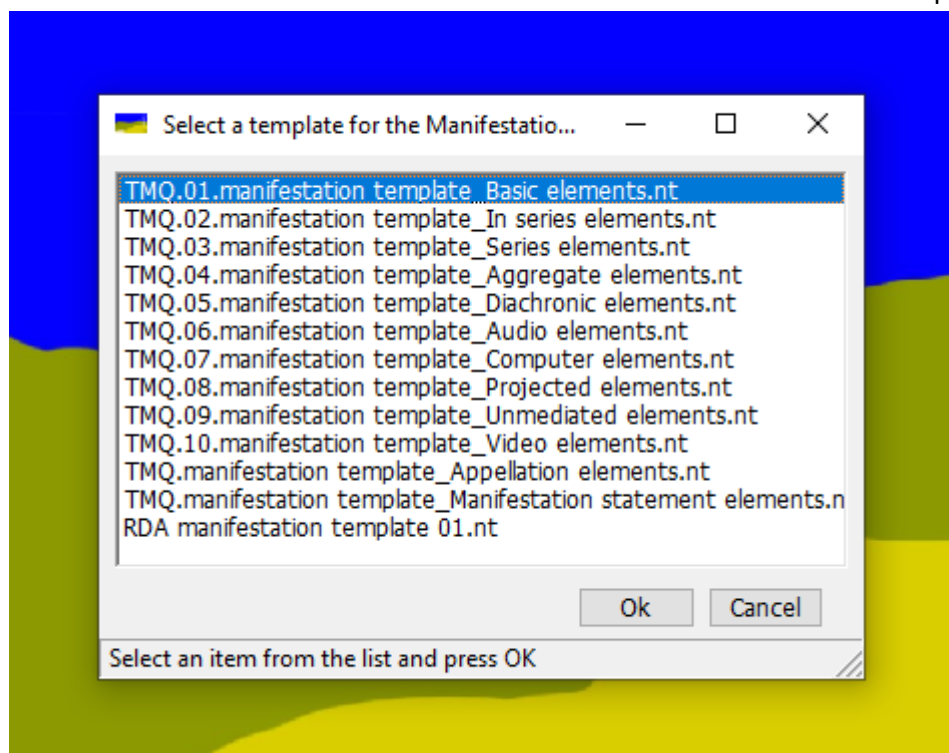 Select a template for the Manifestatio...
TMQ.01.manifestation template_Basic elements.nt
TMQ.02.manifestation template_In series elements.nt
TMQ.03.manifestation template_Series elements.nt
TMQ.04.manifestation template_Aggregate elements.nt
TMQ.05.manifestation template_Diachronic elements.nt
TMQ.06.manifestation template_Audio elements.nt
TMQ.07.manifestation template_Computer elements.nt
TMQ.08.manifestation template_Projected elements.nt
TMQ.09.manifestation template_Unmediated elements.nt
TMQ.10.manifestation template_Video elements.nt
TMQ.manifestation template_Appellation elements.nt
TMQ.manifestation template_Manifestation statement elements.n
RDA manifestation template 01.nt
Ok Cancel
Select an item from the list and press OK